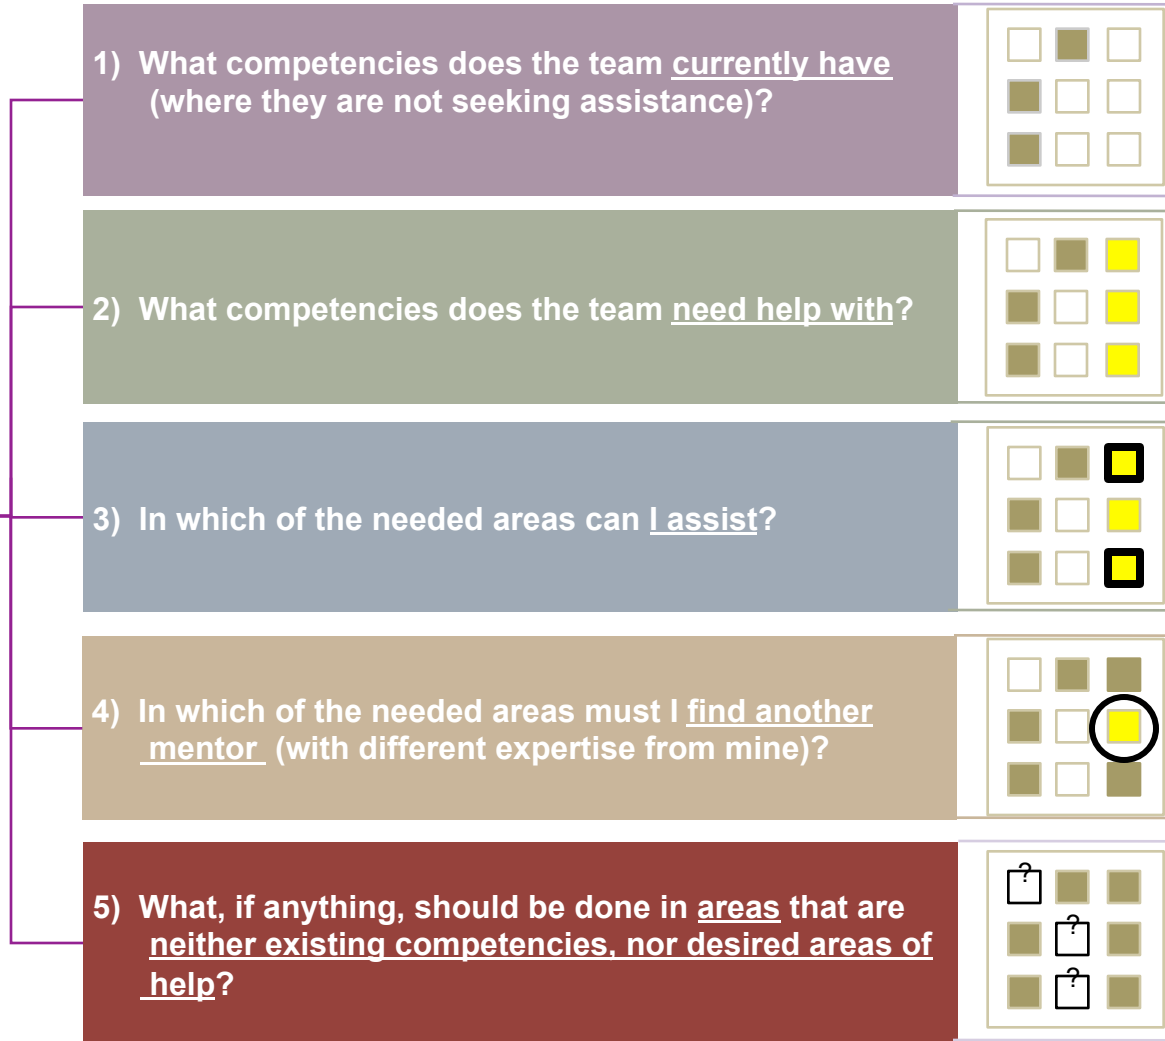 1) What competencies does the team currently have
(where they are not seeking assistance)?
2) What competencies does the team need help with?
3) In which of the needed areas can I assist?
4) In which of the needed areas must I find another
mentor (with different expertise from mine)?
?
5) What, if anything, should be done in areas that are
?
neither existing competencies, nor desired areas of
?
help?